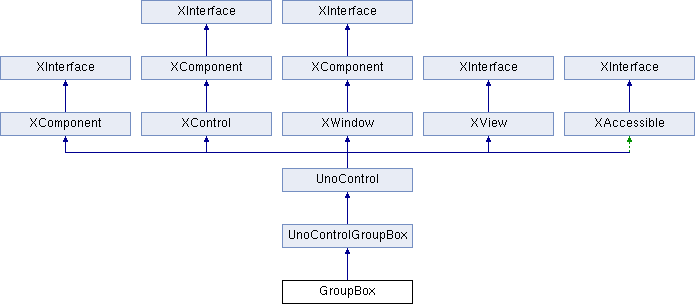 XInterface
XInterface
XInterface
XComponent
XComponent
XInterface
XInterface
XComponent
XControl
XWindow
XView
XAccessible
UnoControl
UnoControlGroupBox
GroupBox